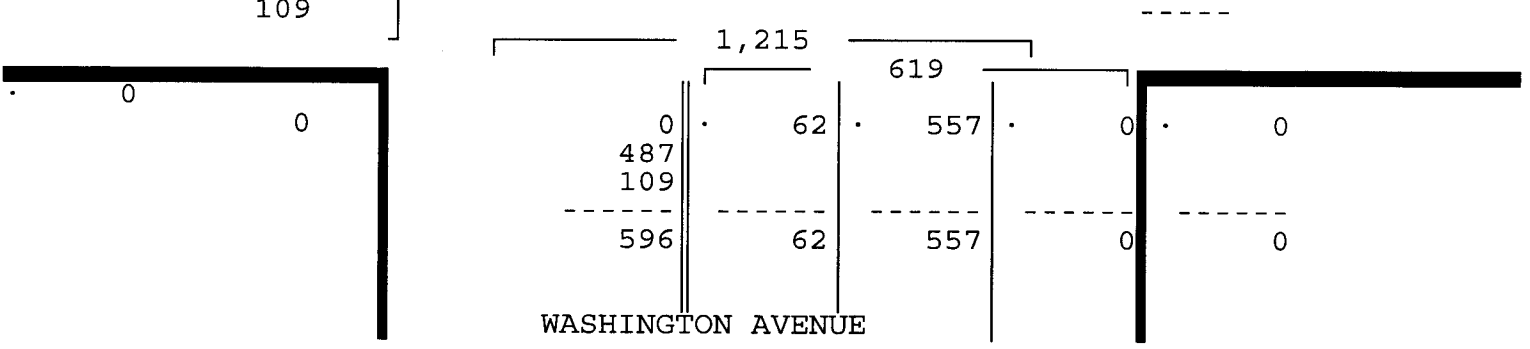 109 -----
1,215
619
0
0 0 . 62 . 557 . 0 . 0
487
109
------ ------ ------ ------ ------
596 62 557 0 0
WASHINGTON AVENUE